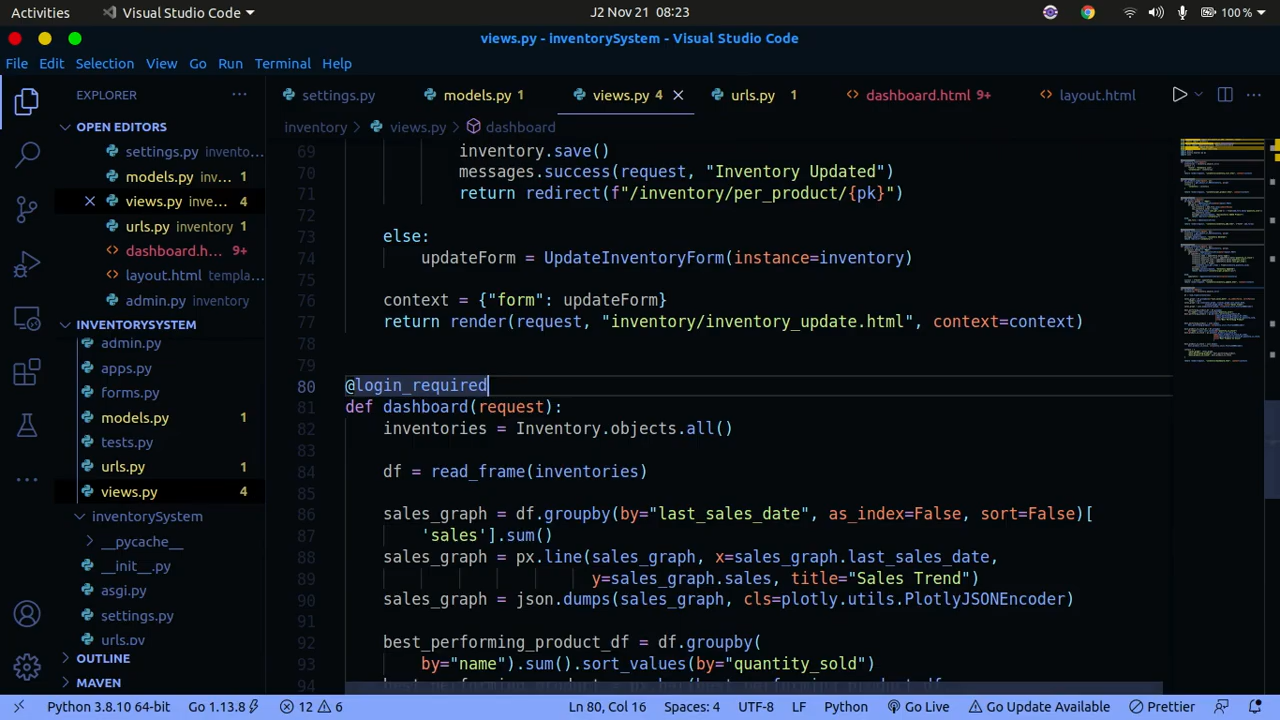 Activities
Visual Studio Code
J2 Nov 21 08:23
100 %
views.py - inventorySystem - Visual Studio Code
File Edit Selection View Go Run Terminal Help
EXPLORER
settings.py
models.py 1
views.py 4
urls.py 1
dashboard.html 9+
layout.html
OPEN EDITORS
inventory > views.py > dashboard
settings.py invento...
models.py inv... 1
views.py inve... 4
urls.py inventory 1
dashboard.h... 9+
layout.html templa...
admin.py inventory
INVENTORYSYSTEM
admin.py
apps.py
forms.py
models.py 1
tests.py
urls.py 1
views.py 4
inventorySystem
__pycache__
__init__.py
asgi.py
settings.py
urls.py
OUTLINE
MAVEN
69 inventory.save()
70 messages.success(request, "Inventory Updated")
71 return redirect(f"/inventory/per_product/{pk}")
72
73 else:
74 updateForm = UpdateInventoryForm(instance=inventory)
75
76 context = {"form": updateForm}
77 return render(request, "inventory/inventory_update.html", context=context)
78
79
80 @login_required
81 def dashboard(request):
82 inventories = Inventory.objects.all()
83
84 df = read_frame(inventories)
85
86 sales_graph = df.groupby(by="last_sales_date", as_index=False, sort=False)[
87 'sales'].sum()
88 sales_graph = px.line(sales_graph, x=sales_graph.last_sales_date,
89 y=sales_graph.sales, title="Sales Trend")
90 sales_graph = json.dumps(sales_graph, cls=plotly.utils.PlotlyJSONEncoder)
91
92 best_performing_product_df = df.groupby(
93 by="name").sum().sort_values(by="quantity_sold")
94
Python 3.8.10 64-bit
Go 1.13.8
12
6
Ln 80, Col 16
Spaces: 4
UTF-8
LF
Python
Go Live
Go Update Available
Prettier